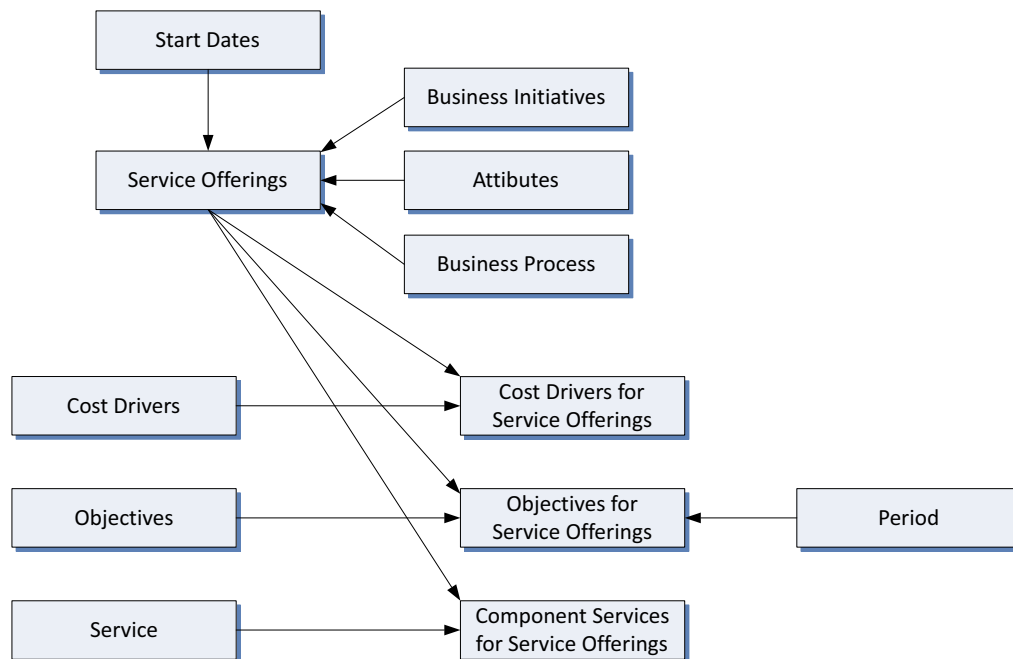 Start Dates
Business Initiatives
Service Offerings
Attibutes
Business Process
Cost Drivers
Cost Drivers for
Service Offerings
Objectives
Objectives for
Service Offerings
Period
Service
Component Services
for Service Offerings